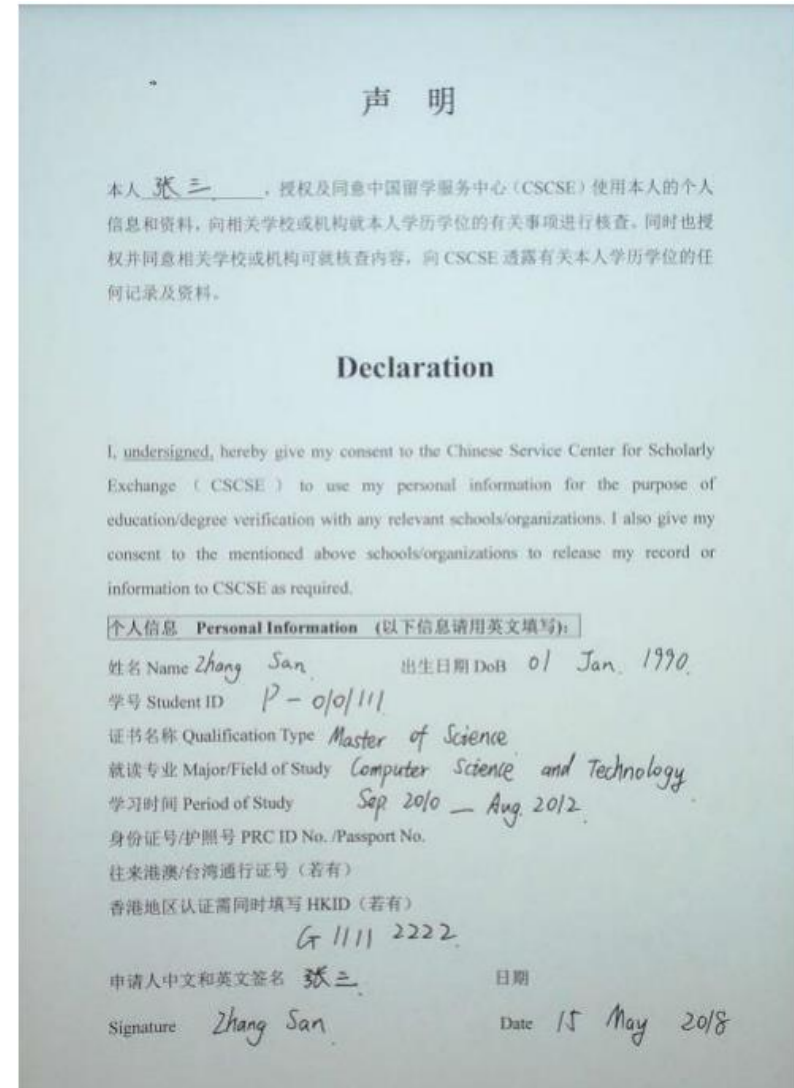 声 明
本人 张三 ，授权及同意中国留学服务中心（CSCSE）使用本人的个人
信息和资料，向相关学校或机构就本人学历学位的有关事项进行核查。同时也授
权并同意相关学校或机构可就核查内容，向 CSCSE 透露有关本人学历学位的任
何记录及资料。
Declaration
I, undersigned, hereby give my consent to the Chinese Service Center for Scholarly
Exchange （ CSCSE ） to use my personal information for the purpose of
education/degree verification with any relevant schools/organizations. I also give my
consent to the mentioned above schools/organizations to release my record or
information to CSCSE as required.
个人信息 Personal Information （以下信息请用英文填写）：
姓名 Name Zhang San 出生日期 DoB 01 Jan. 1990
学号 Student ID P-010111
证书名称 Qualification Type Master of Science
就读专业 Major/Field of Study Computer Science and Technology
学习时间 Period of Study Sep. 2010 — Aug. 2012
身份证号/护照号 PRC ID No. /Passport No.
往来港澳/台湾通行证号（若有）
香港地区认证需同时填写 HKID（若有）
G 1111 2222
申请人中文和英文签名 张三 日期
Signature Zhang San Date 15 May 2018